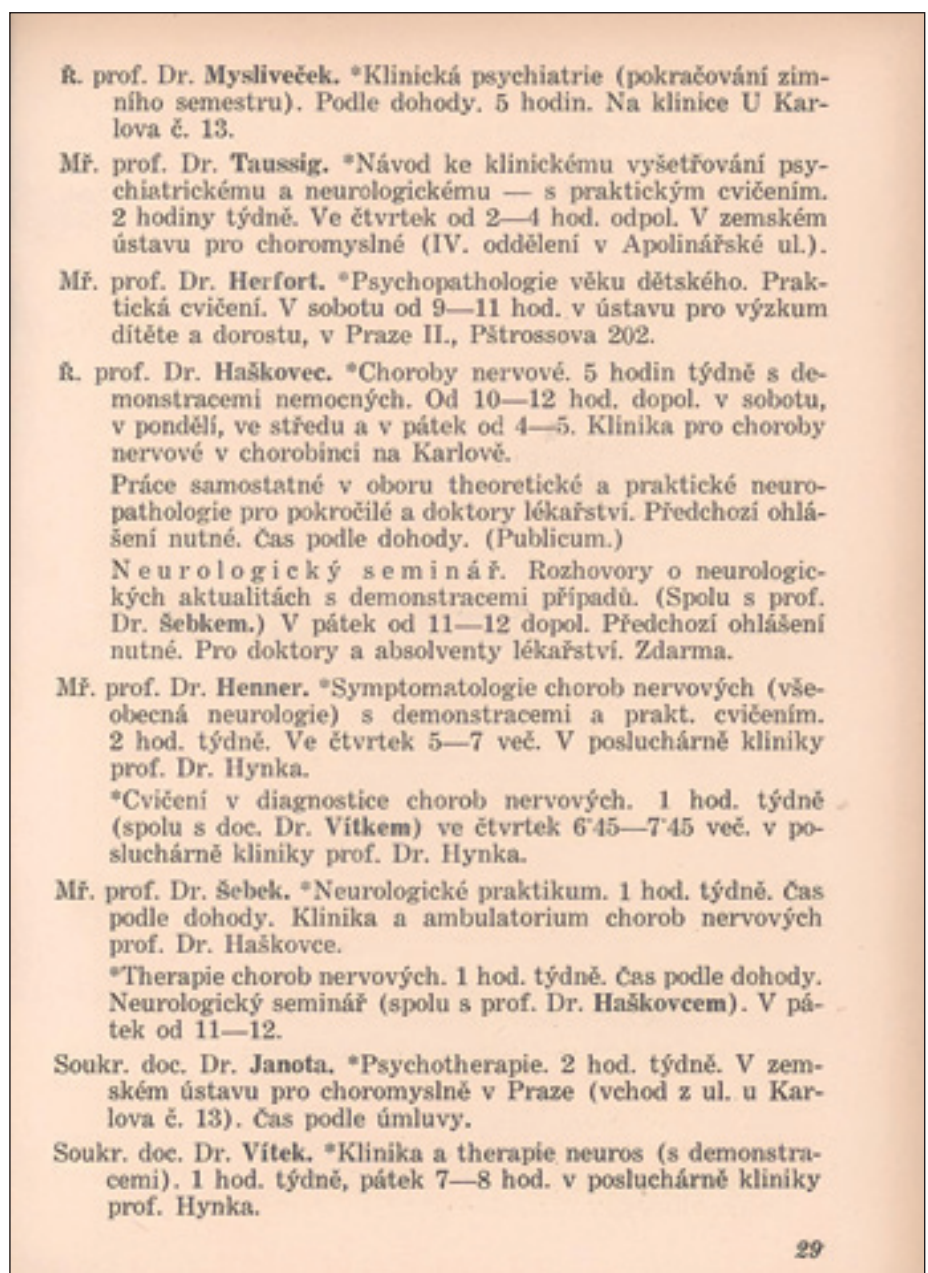 Ř. prof. Dr. Mysliveček. *Klinická psychiatrie (pokračování zim-
ního semestru). Podle dohody. 5 hodin. Na klinice U Kar-
lova č. 13.
Mř. prof. Dr. Taussig. *Návod ke klinickému vyšetřování psy-
chiatrickému a neurologickému — s praktickým cvičením.
2 hodiny týdně. Ve čtvrtek od 2—4 hod. odpol. V zemském
ústavu pro choromyslné (IV. oddělení v Apolinářské ul.).
Mř. prof. Dr. Herfort. *Psychopathologie věku dětského. Prak-
tická cvičení. V sobotu od 9—11 hod. v ústavu pro výzkum
dítěte a dorostu, v Praze II., Pštrossova 202.
Ř. prof. Dr. Haškovec. *Choroby nervové. 5 hodin týdně s de-
monstracemi nemocných. Od 10—12 hod. dopol. v sobotu,
v pondělí, ve středu a v pátek od 4—5. Klinika pro choroby
nervové v chorobinci na Karlově.
Práce samostatné v oboru theoretické a praktické neuro-
pathologie pro pokročilé a doktory lékařství. Předchozí ohlá-
šení nutné. Čas podle dohody. (Publicum.)
Neurologický seminář. Rozhovory o neurologic-
kých aktualitách s demonstracemi případů. (Spolu s prof.
Dr. Šebkem.) V pátek od 11—12 dopol. Předchozí ohlášení
nutné. Pro doktory a absolventy lékařství. Zdarma.
Mř. prof. Dr. Henner. *Symptomatologie chorob nervových (vše-
obecná neurologie) s demonstracemi a prakt. cvičením.
2 hod. týdně. Ve čtvrtek 5—7 več. V posluchárně kliniky
prof. Dr. Hynka.
*Cvičení v diagnostice chorob nervových. 1 hod. týdně
(spolu s doc. Dr. Vítkem) ve čtvrtek 6˙45—7˙45 več. v po-
sluchárně kliniky prof. Dr. Hynka.
Mř. prof. Dr. Šebek. *Neurologické praktikum. 1 hod. týdně. Čas
podle dohody. Klinika a ambulatorium chorob nervových
prof. Dr. Haškovce.
*Therapie chorob nervových. 1 hod. týdně. Čas podle dohody.
Neurologický seminář (spolu s prof. Dr. Haškovcem). V pá-
tek od 11—12.
Soukr. doc. Dr. Janota. *Psychotherapie. 2 hod. týdně. V zem-
ském ústavu pro choromyslně v Praze (vchod z ul. u Kar-
lova č. 13). Čas podle úmluvy.
Soukr. doc. Dr. Vítek. *Klinika a therapie neuros (s demonstra-
cemi). 1 hod. týdně, pátek 7—8 hod. v posluchárně kliniky
prof. Hynka.
29